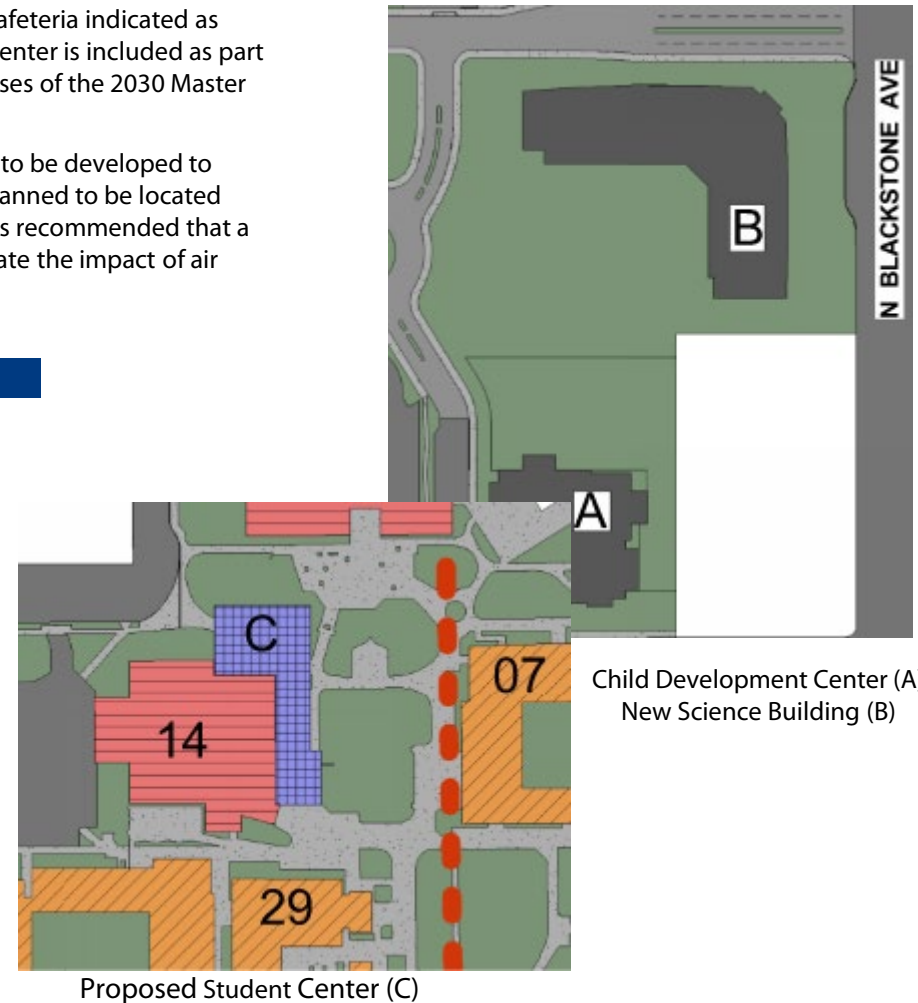 afeteria indicated as
enter is included as part
ses of the 2030 Master
to be developed to
anned to be located
s recommended that a
ate the impact of air
N BLACKSTONE AVE
B
A
Child Development Center (A
New Science Building (B)
C
07
14
29
Proposed Student Center (C)